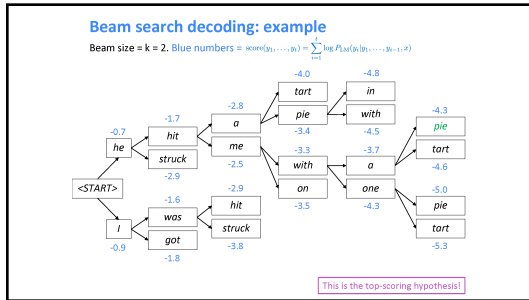 Beam search decoding: example
Beam size = k = 2. Blue numbers = score(y₁, …, yₜ) = ∑ᵢ₌₁ᵗ log P_LM(yᵢ|y₁, …, yᵢ₋₁, x)
-4.0 -4.8
tart in
-2.8
-1.7 a pie with -4.3
-0.7 hit -3.4 -4.5 pie
he me -3.3 -3.7
struck -2.5 with a tart
-2.9 -4.6
<START>
-1.6 -2.9 on one -5.0
was hit -3.5 -4.3 pie
I
got struck tart
-0.9 -1.8 -3.8 -5.3
This is the top-scoring hypothesis!